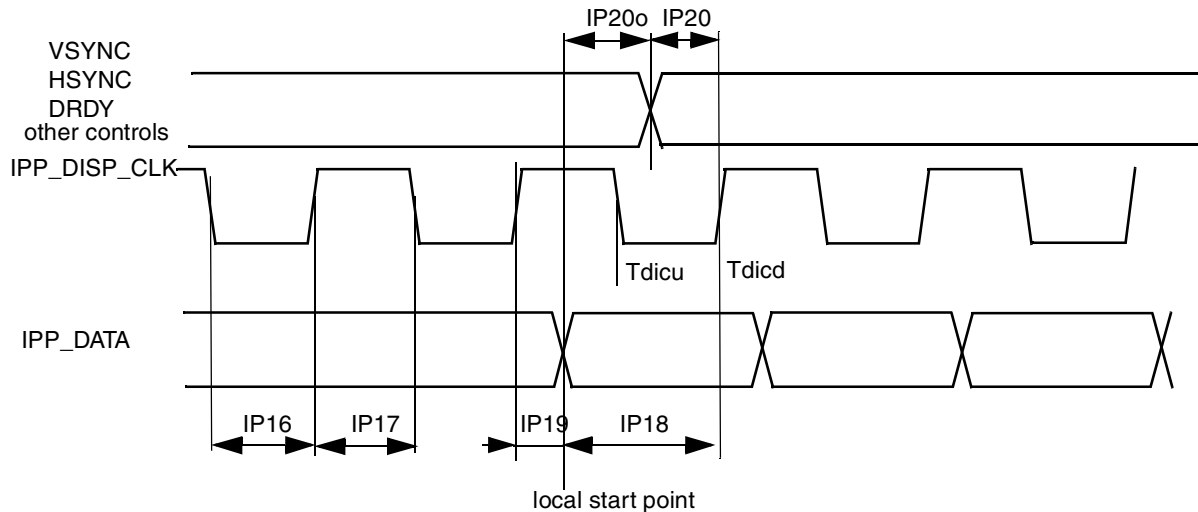 IP20o IP20
VSYNC
HSYNC
DRDY
other controls
IPP_DISP_CLK
Tdicu Tdicd
IPP_DATA
IP16 IP17 IP19 IP18
local start point